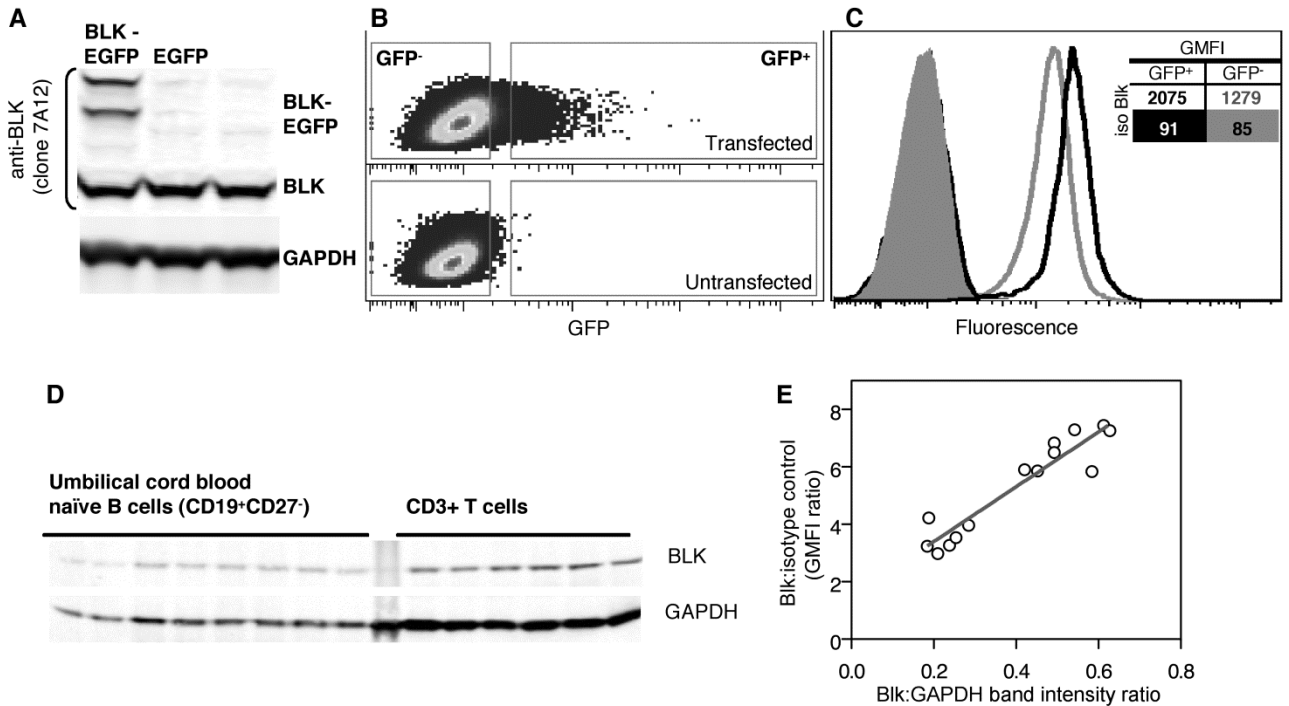 A
BLK -
EGFP EGFP
anti-BLK
(clone 7A12)
BLK-
EGFP
BLK
GAPDH
B
GFP-
GFP+
Transfected
Untransfected
GFP
C
GMFI
GFP+ GFP-
iso Blk
2075 1279
91 85
Fluorescence
D
Umbilical cord blood
naïve B cells (CD19+CD27-)
CD3+ T cells
BLK
GAPDH
E
Blk:isotype control
(GMFI ratio)
8
6
4
2
0
0.0 0.2 0.4 0.6 0.8
Blk:GAPDH band intensity ratio